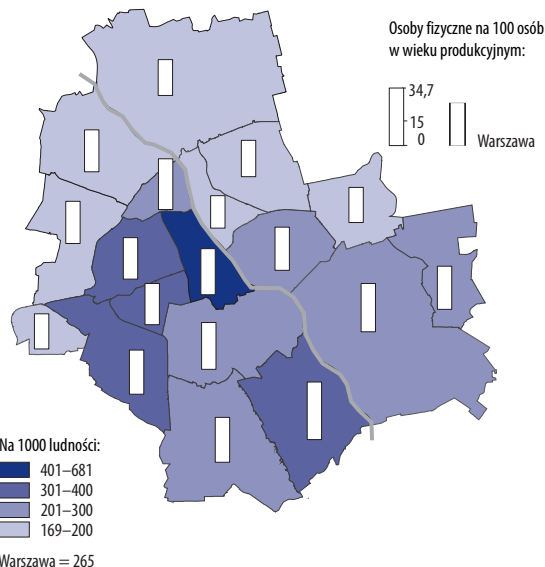 Osoby fizyczne na 100 osób
w wieku produkcyjnym:
34,7
15
0
Warszawa
Na 1000 ludności:
401–681
301–400
201–300
169–200
Warszawa = 265